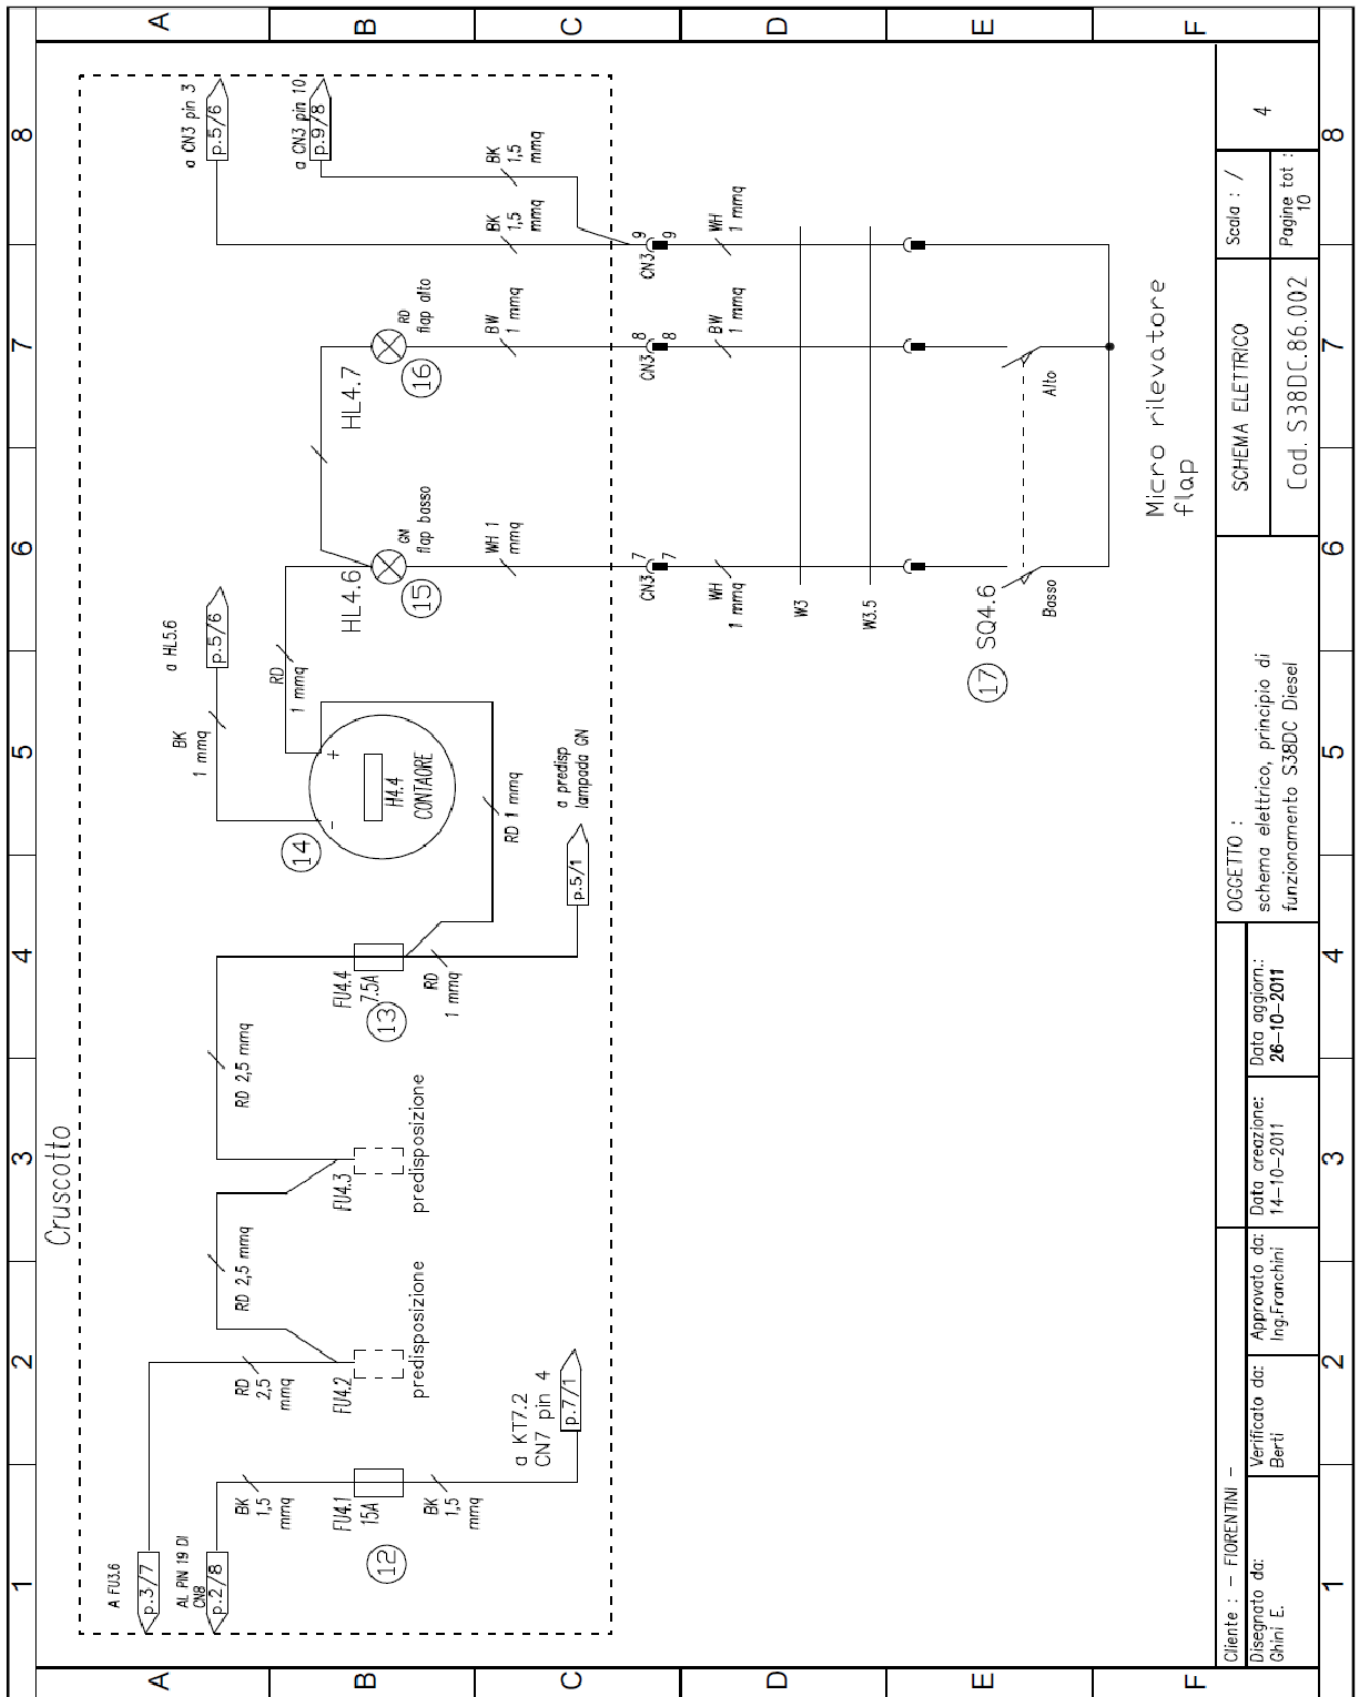 1 2 3 4 5 6 7 8
A
B
C
D
E
F
Cruscotto
A FU3.6
p.3/7
AL PIN 19 DI
CN8
p.2/8
BK
1,5
mmq
FU4.1
15A
12
BK
1,5
mmq
a KT7.2
CN7 pin 4
p.7/1
RD
2,5
mmq
FU4.2
predisposizione
RD 2,5 mmq
FU4.3
predisposizione
RD 2,5 mmq
FU4.4
7.5A
13
RD
1 mmq
p.5/1
a predisp
lampada GN
RD 1 mmq
14
-
+
H4.4
CONTAORE
BK
1 mmq
a HL5.6
p.5/6
RD
1 mmq
HL4.6
15
GN
flap basso
WH 1
mmq
HL4.7
16
RD
flap alto
BW
1 mmq
a CN3 pin 3
p.5/6
a CN3 pin 10
p.9/8
BK
1,5
mmq
BK
1,5
mmq
CN3
7
7
CN3
8
8
CN3
9
9
WH
1 mmq
BW
1 mmq
WH
1 mmq
W3
W3.5
17 SQ4.6
Basso
Alto
Micro rilevatore
flap
Cliente : - FIORENTINI -
Disegnato da:
Ghini E.
Verificato da:
Berti
Approvato da:
Ing.Franchini
Data creazione:
14-10-2011
Data aggiorn.:
26-10-2011
OGGETTO :
schema elettrico, principio di
funzionamento S38DC Diesel
SCHEMA ELETTRICO
Cod. S38DC.86.002
Scala : /
Pagine tot :
10
4
1 2 3 4 5 6 7 8
A
B
C
D
E
F